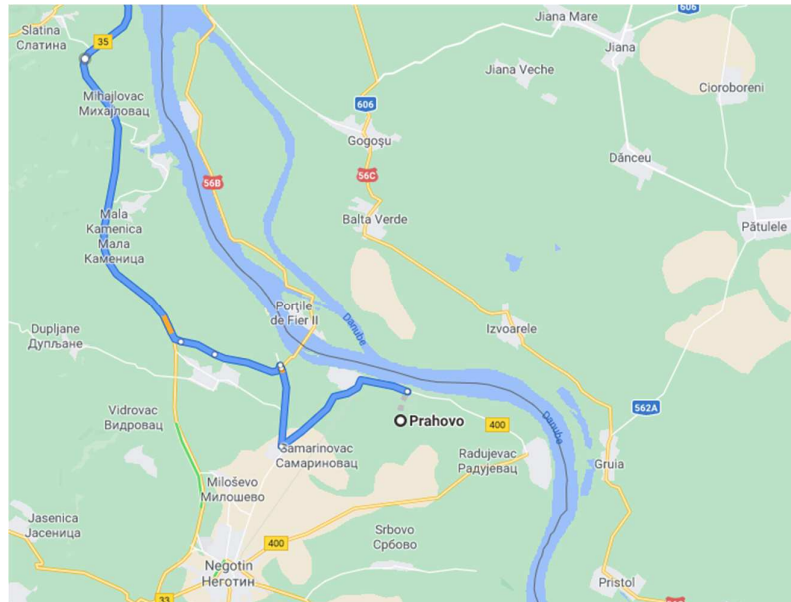 606
Slatina
Слатина
35
Jiana Mare
Jiana
Jiana Veche
Cioroboreni
Mihajlovac
Михајловац
606
Gogoșu
Dănceu
56B
56C
Mala
Kamenica
Мала
Каменица
Balta Verde
Pătulele
Porțile
de Fier II
Danube
Izvoarele
Dupljane
Дупљане
Vidrovac
Видровац
Prahovo
400
562A
Danube
Samarinovac
Самариновац
Radujevac
Радујевац
Gruia
Miloševo
Милошево
Jasenica
Јасеница
Srbovo
Србово
400
Negotin
Неготин
Pristol
33